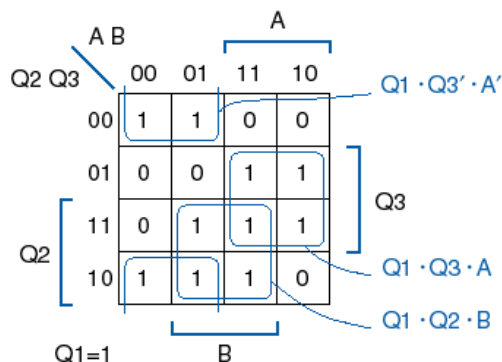 A
A B
Q2 Q3 00 01 11 10
Q1 · Q3′ · A′
00 1 1 0 0
01 0 0 1 1
Q3
11 0 1 1 1
Q2
Q1 · Q3 · A
10 1 1 1 0
Q1 · Q2 · B
Q1=1 B